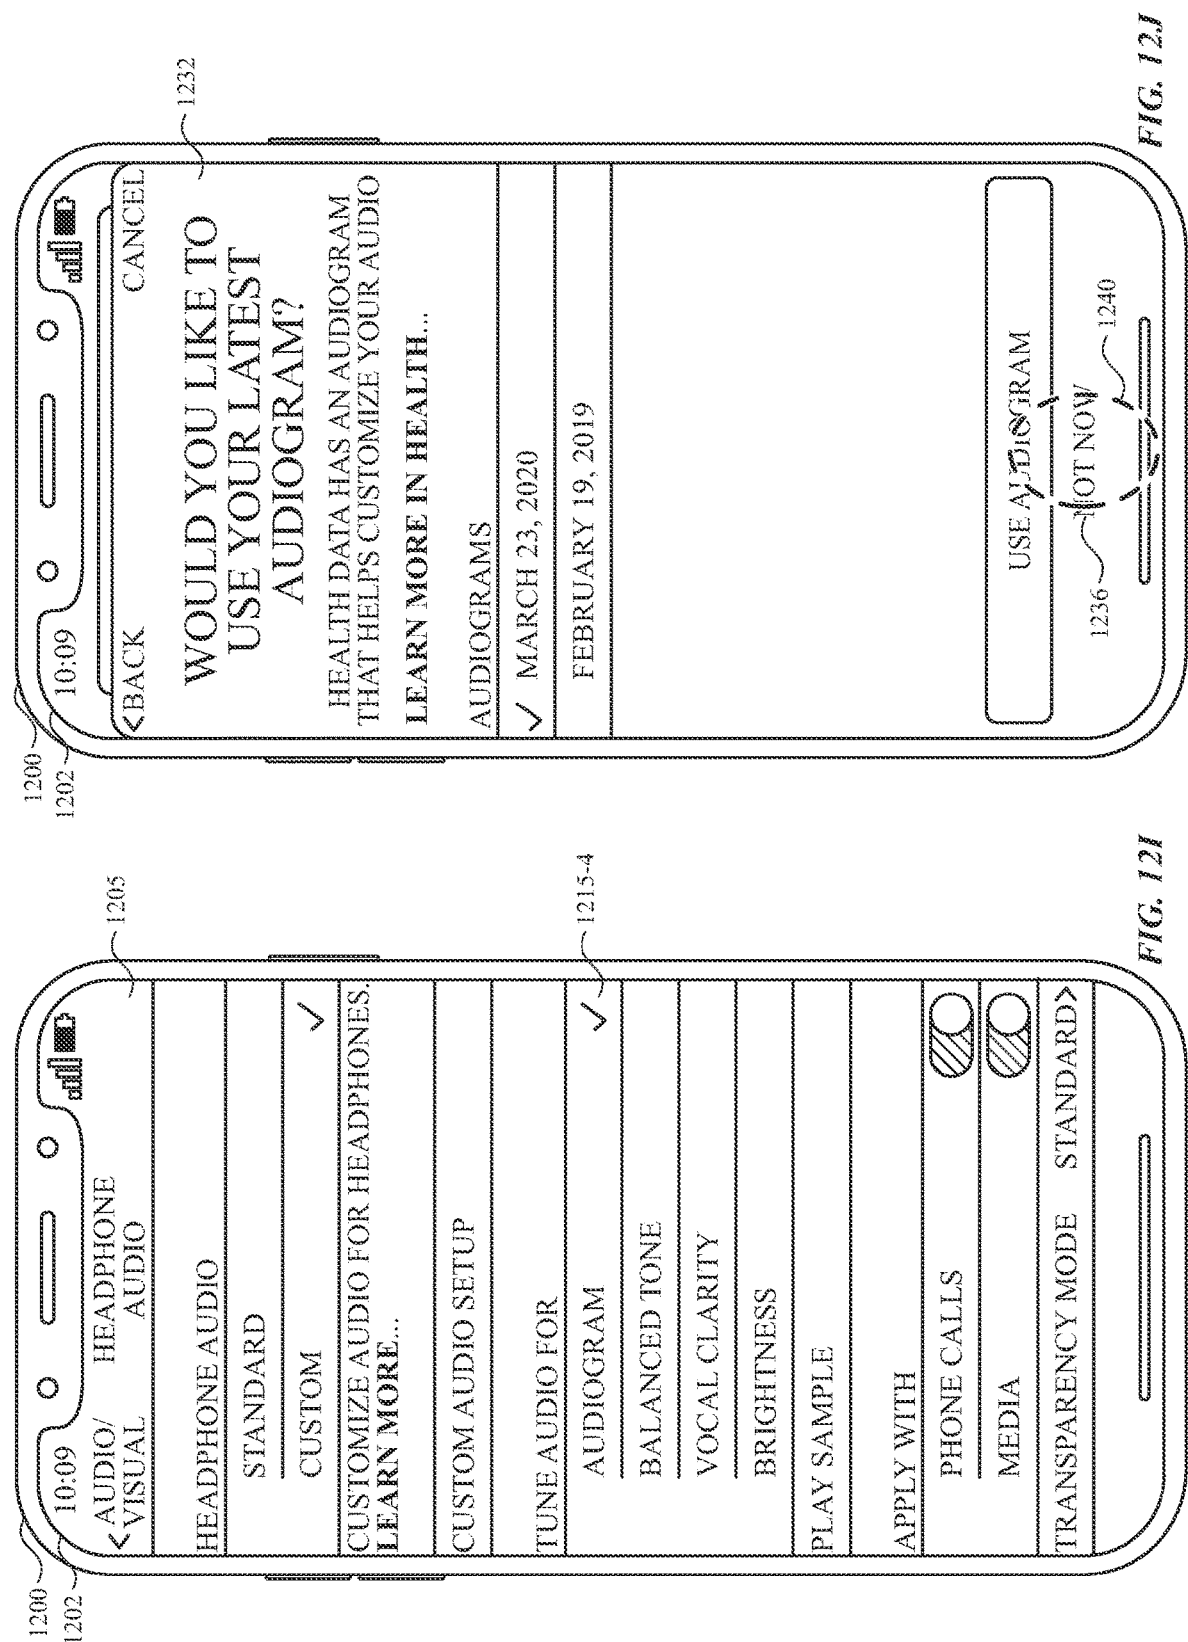 1200
1202
10:09
< AUDIO/
VISUAL
HEADPHONE
AUDIO
1205
HEADPHONE AUDIO
STANDARD
CUSTOM ✓
CUSTOMIZE AUDIO FOR HEADPHONES.
LEARN MORE...
CUSTOM AUDIO SETUP
TUNE AUDIO FOR
AUDIOGRAM ✓
1215-4
BALANCED TONE
VOCAL CLARITY
BRIGHTNESS
PLAY SAMPLE
APPLY WITH
PHONE CALLS
MEDIA
TRANSPARENCY MODE STANDARD>
FIG. 12I
1200
1202
10:09
<BACK CANCEL
1232
WOULD YOU LIKE TO
USE YOUR LATEST
AUDIOGRAM?
HEALTH DATA HAS AN AUDIOGRAM
THAT HELPS CUSTOMIZE YOUR AUDIO
LEARN MORE IN HEALTH...
AUDIOGRAMS
✓ MARCH 23, 2020
FEBRUARY 19, 2019
USE AUDIOGRAM
NOT NOW
1236
1240
FIG. 12J